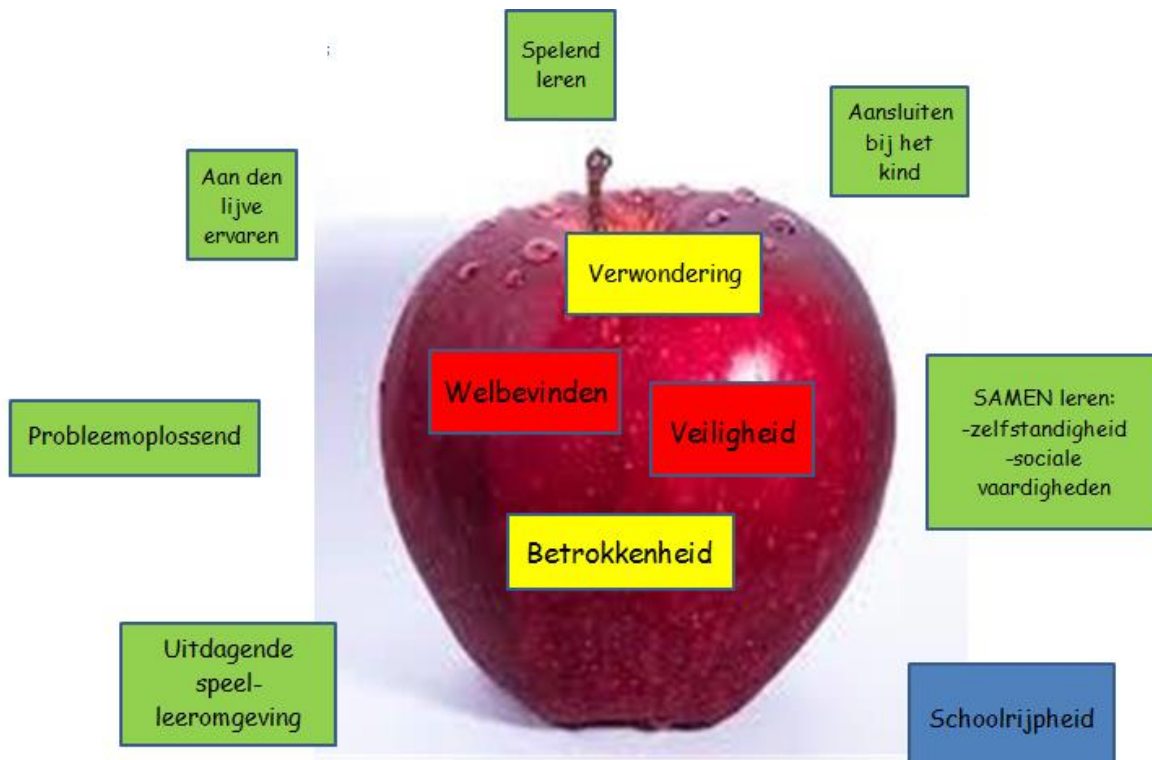 ;
Spelend
leren
Aansluiten
bij het
kind
Aan den
lijve
ervaren
Verwondering
Welbevinden
Veiligheid
SAMEN leren:
-zelfstandigheid
-sociale
vaardigheden
Probleemoplossend
Betrokkenheid
Uitdagende
speel-
leeromgeving
Schoolrijpheid